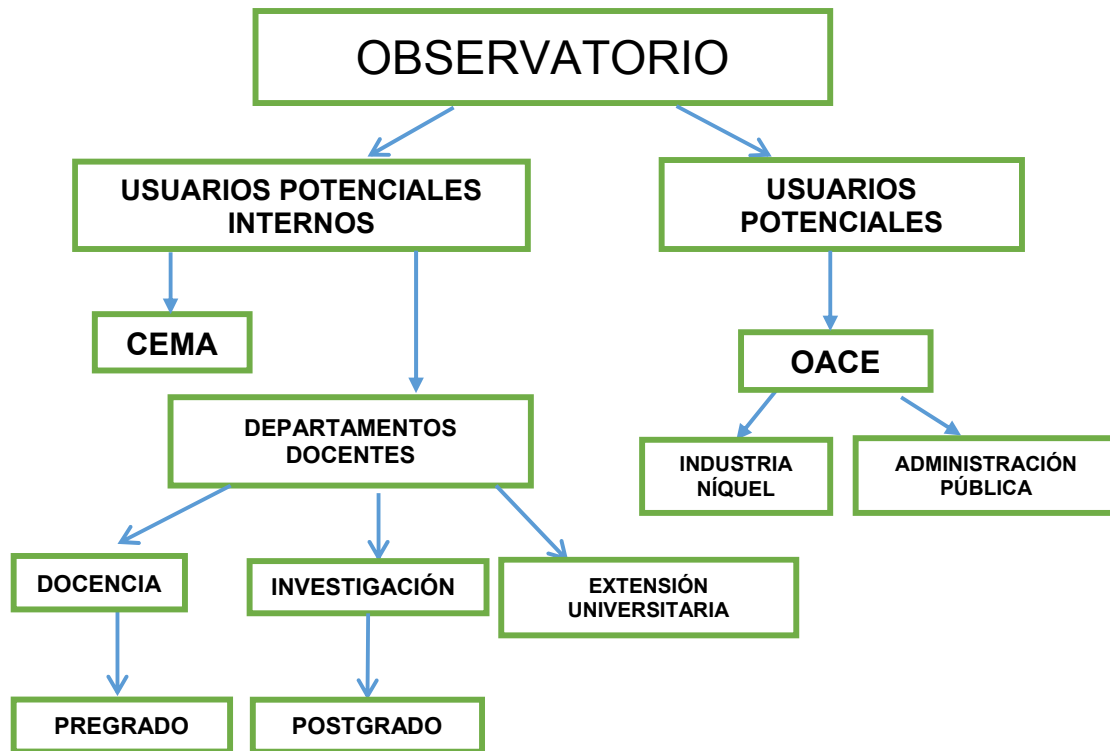 OBSERVATORIO
USUARIOS POTENCIALES
INTERNOS
USUARIOS
POTENCIALES
CEMA
OACE
DEPARTAMENTOS
DOCENTES
INDUSTRIA
NÍQUEL
ADMINISTRACIÓN
PÚBLICA
DOCENCIA
INVESTIGACIÓN
EXTENSIÓN
UNIVERSITARIA
PREGRADO
POSTGRADO